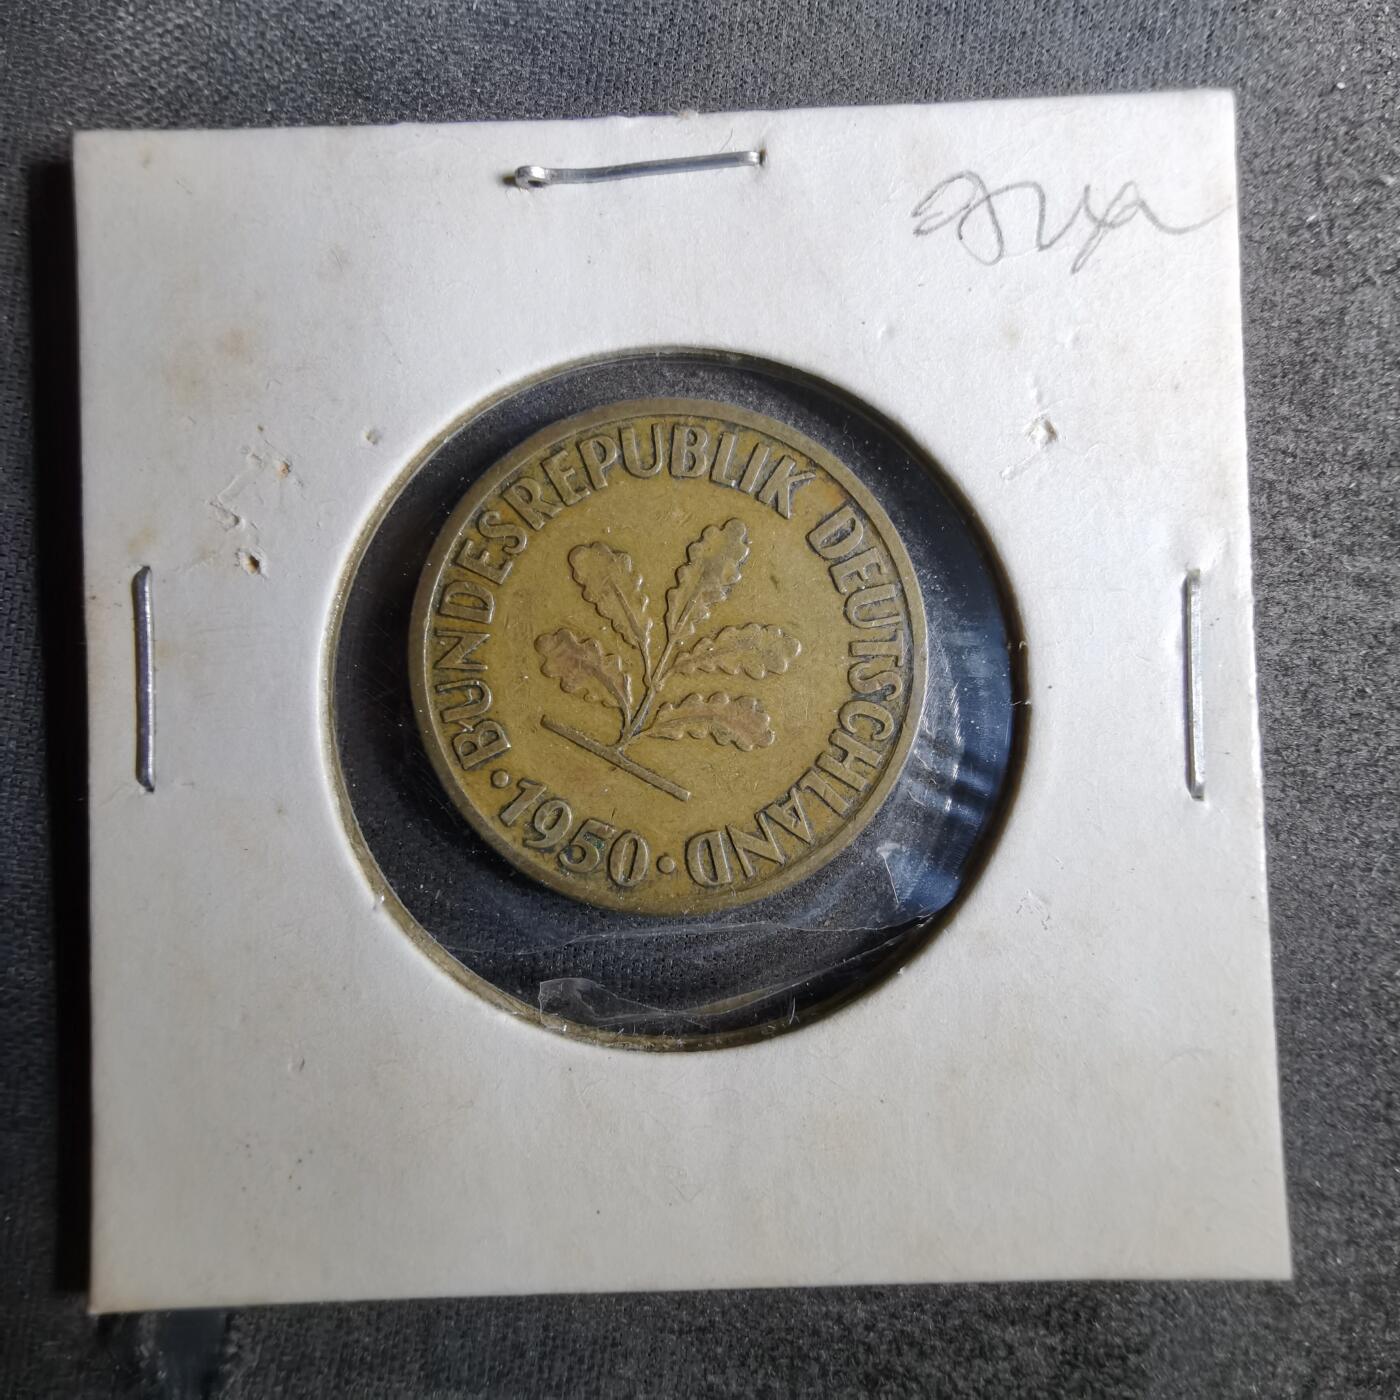 BUNDESREPUBLIK DEUTSCHLAND
· 1950 ·